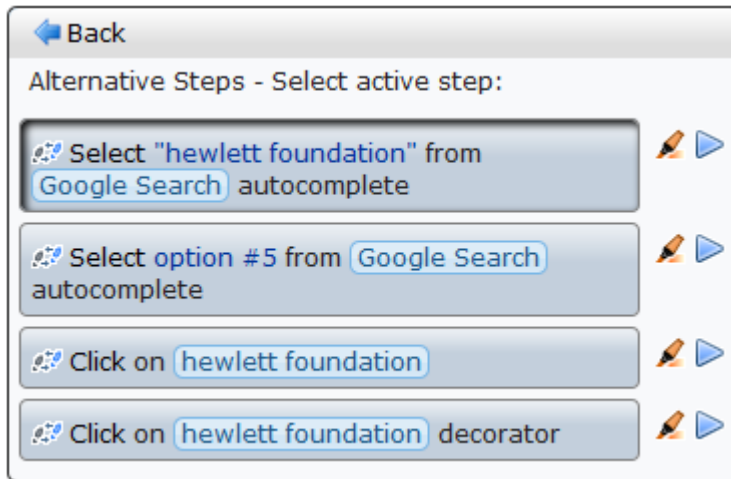 Back
Alternative Steps - Select active step:
Select "hewlett foundation" from
Google Search autocomplete
Select option #5 from Google Search
autocomplete
Click on hewlett foundation
Click on hewlett foundation decorator